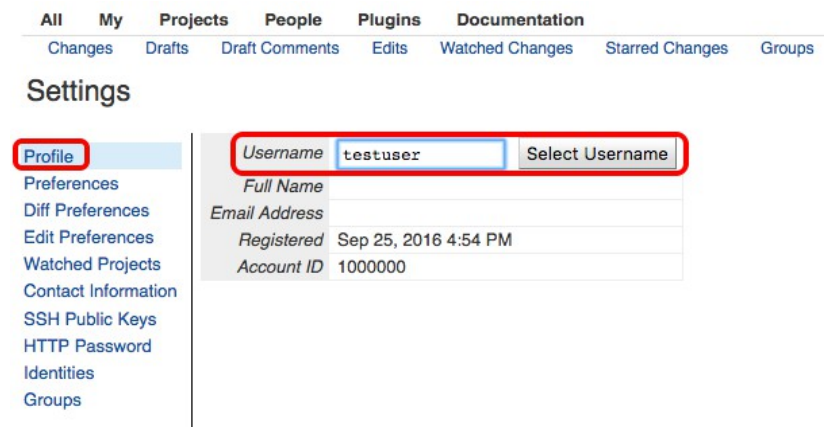 All My Projects People Plugins Documentation
Changes Drafts Draft Comments Edits Watched Changes Starred Changes Groups
Settings
Profile
Preferences
Diff Preferences
Edit Preferences
Watched Projects
Contact Information
SSH Public Keys
HTTP Password
Identities
Groups
Username testuser Select Username
Full Name
Email Address
Registered Sep 25, 2016 4:54 PM
Account ID 1000000